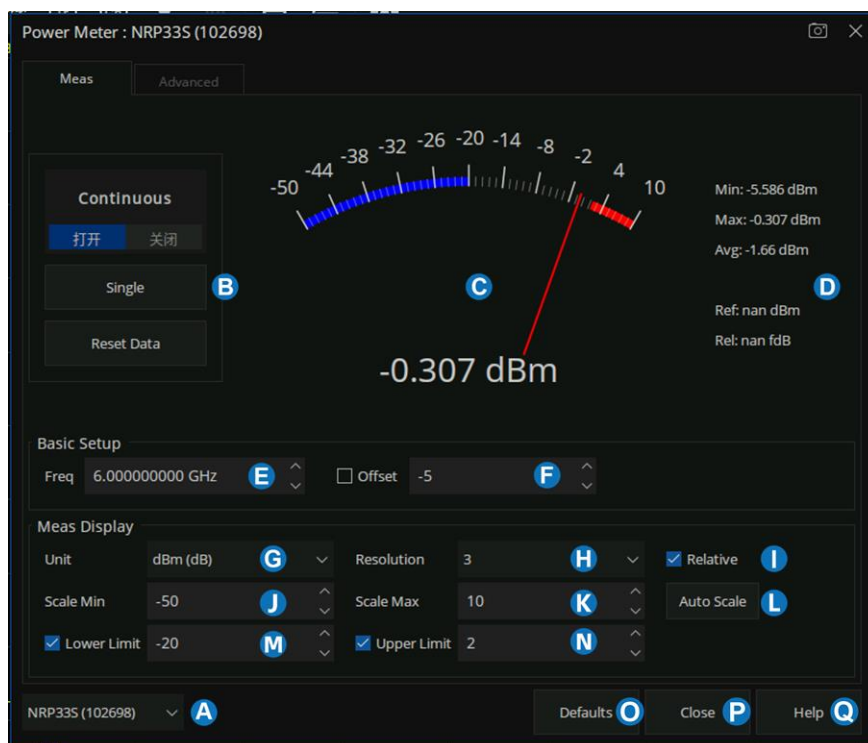 Power Meter : NRP33S (102698)
Meas Advanced
-50 -44 -38 -32 -26 -20 -14 -8 -2 4 10
Continuous
打开 关闭
Single B
Reset Data
C
-0.307 dBm
Min: -5.586 dBm
Max: -0.307 dBm
Avg: -1.66 dBm
D
Ref: nan dBm
Rel: nan fdB
Basic Setup
Freq 6.000000000 GHz E Offset -5 F
Meas Display
Unit dBm (dB) G Resolution 3 H Relative I
Scale Min -50 J Scale Max 10 K Auto Scale L
Lower Limit -20 M Upper Limit 2 N
NRP33S (102698) A Defaults O Close P Help Q